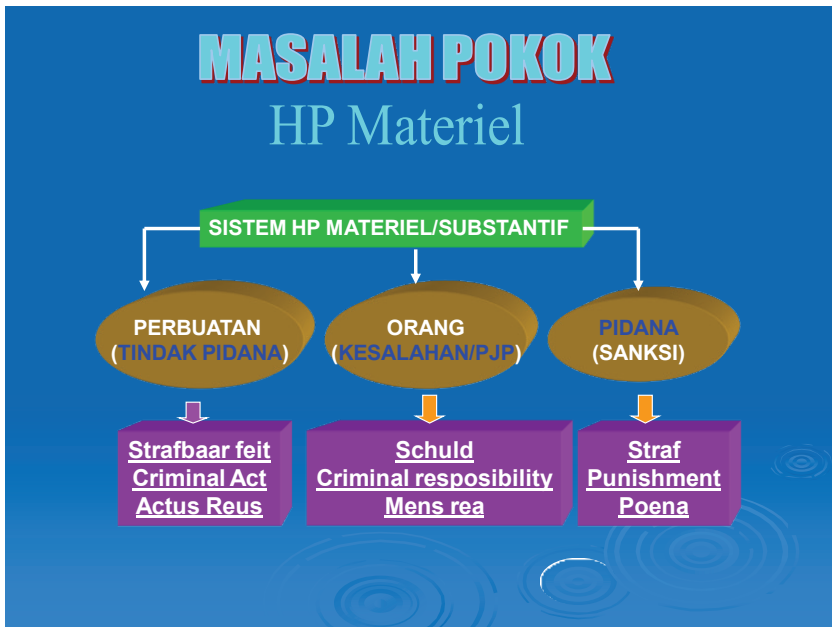 MASALAH POKOK
HP Materiel
SISTEM HP MATERIEL/SUBSTANTIF
PERBUATAN
(TINDAK PIDANA)
ORANG
(KESALAHAN/PJP)
PIDANA
(SANKSI)
Strafbaar feit
Criminal Act
Actus Reus
Schuld
Criminal resposibility
Mens rea
Straf
Punishment
Poena